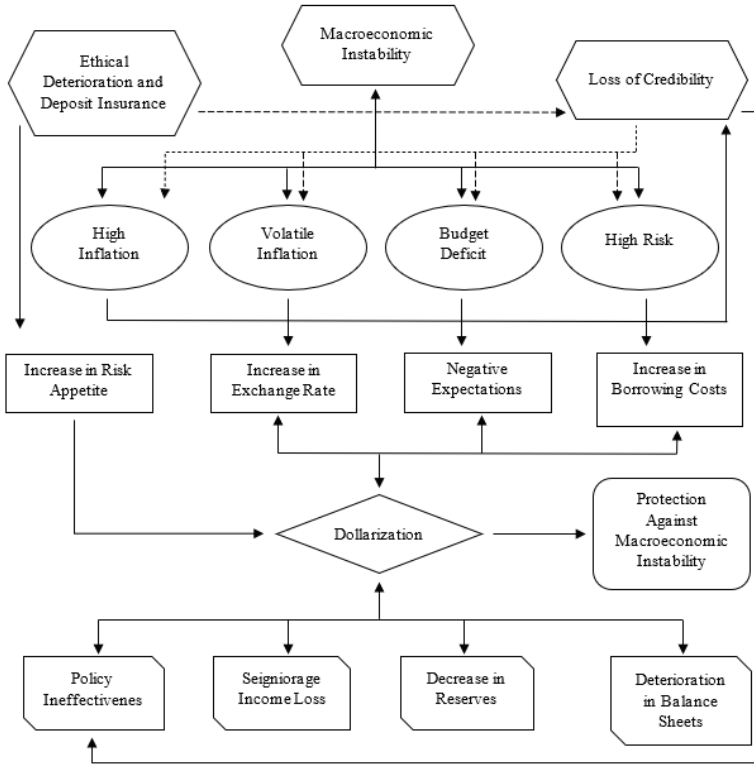 Macroeconomic
Instability
Ethical
Deterioration and
Deposit Insurance
Loss of Credibility
High
Inflation
Volatile
Inflation
Budget
Deficit
High Risk
Increase in Risk
Appetite
Increase in
Exchange Rate
Negative
Expectations
Increase in
Borrowing Costs
Dollarization
Protection
Against
Macroeconomic
Instability
Policy
Ineffectivenes
Seigniorage
Income Loss
Decrease in
Reserves
Deterioration
in Balance
Sheets